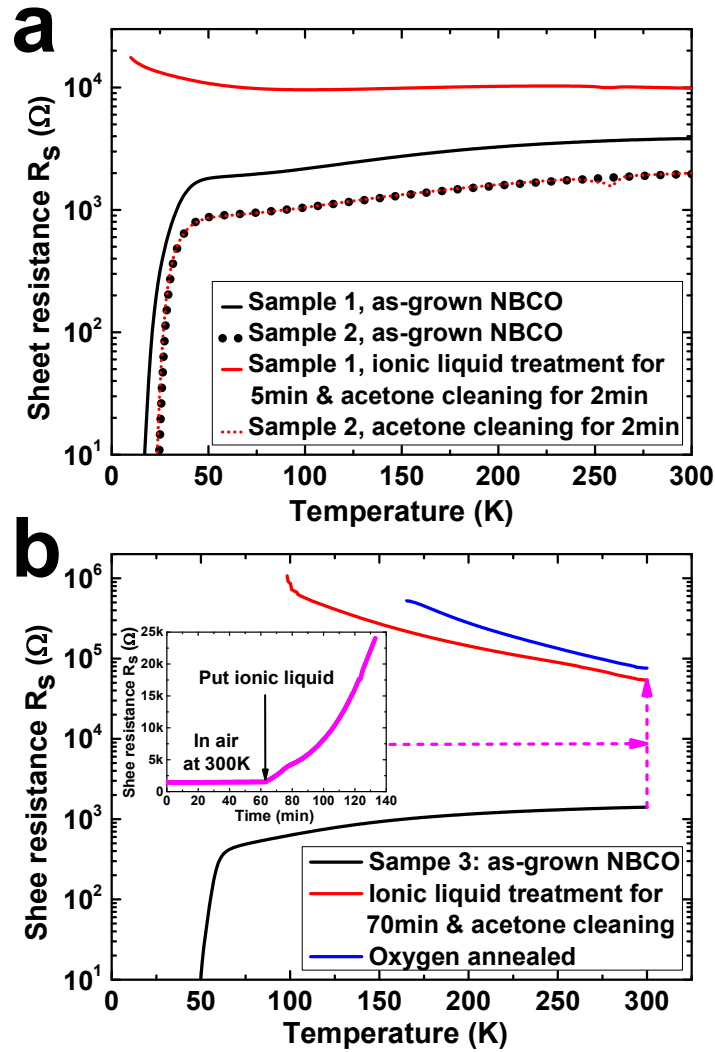 a
Sheet resistance R_S (Ω)
10^4
10^3
10^2
10^1
Sample 1, as-grown NBCO
Sample 2, as-grown NBCO
Sample 1, ionic liquid treatment for
5min & acetone cleaning for 2min
Sample 2, acetone cleaning for 2min
0 50 100 150 200 250 300
Temperature (K)
b
Shee resistance R_S (Ω)
10^6
10^5
10^4
10^3
10^2
10^1
Shee resistance R_S (Ω)
25k
20k
15k
10k
5k
0
Put ionic liquid
In air
at 300K
0 20 40 60 80 100 120 140
Time (min)
Sampe 3: as-grown NBCO
Ionic liquid treatment for
70min & acetone cleaning
Oxygen annealed
0 50 100 150 200 250 300
Temperature (K)